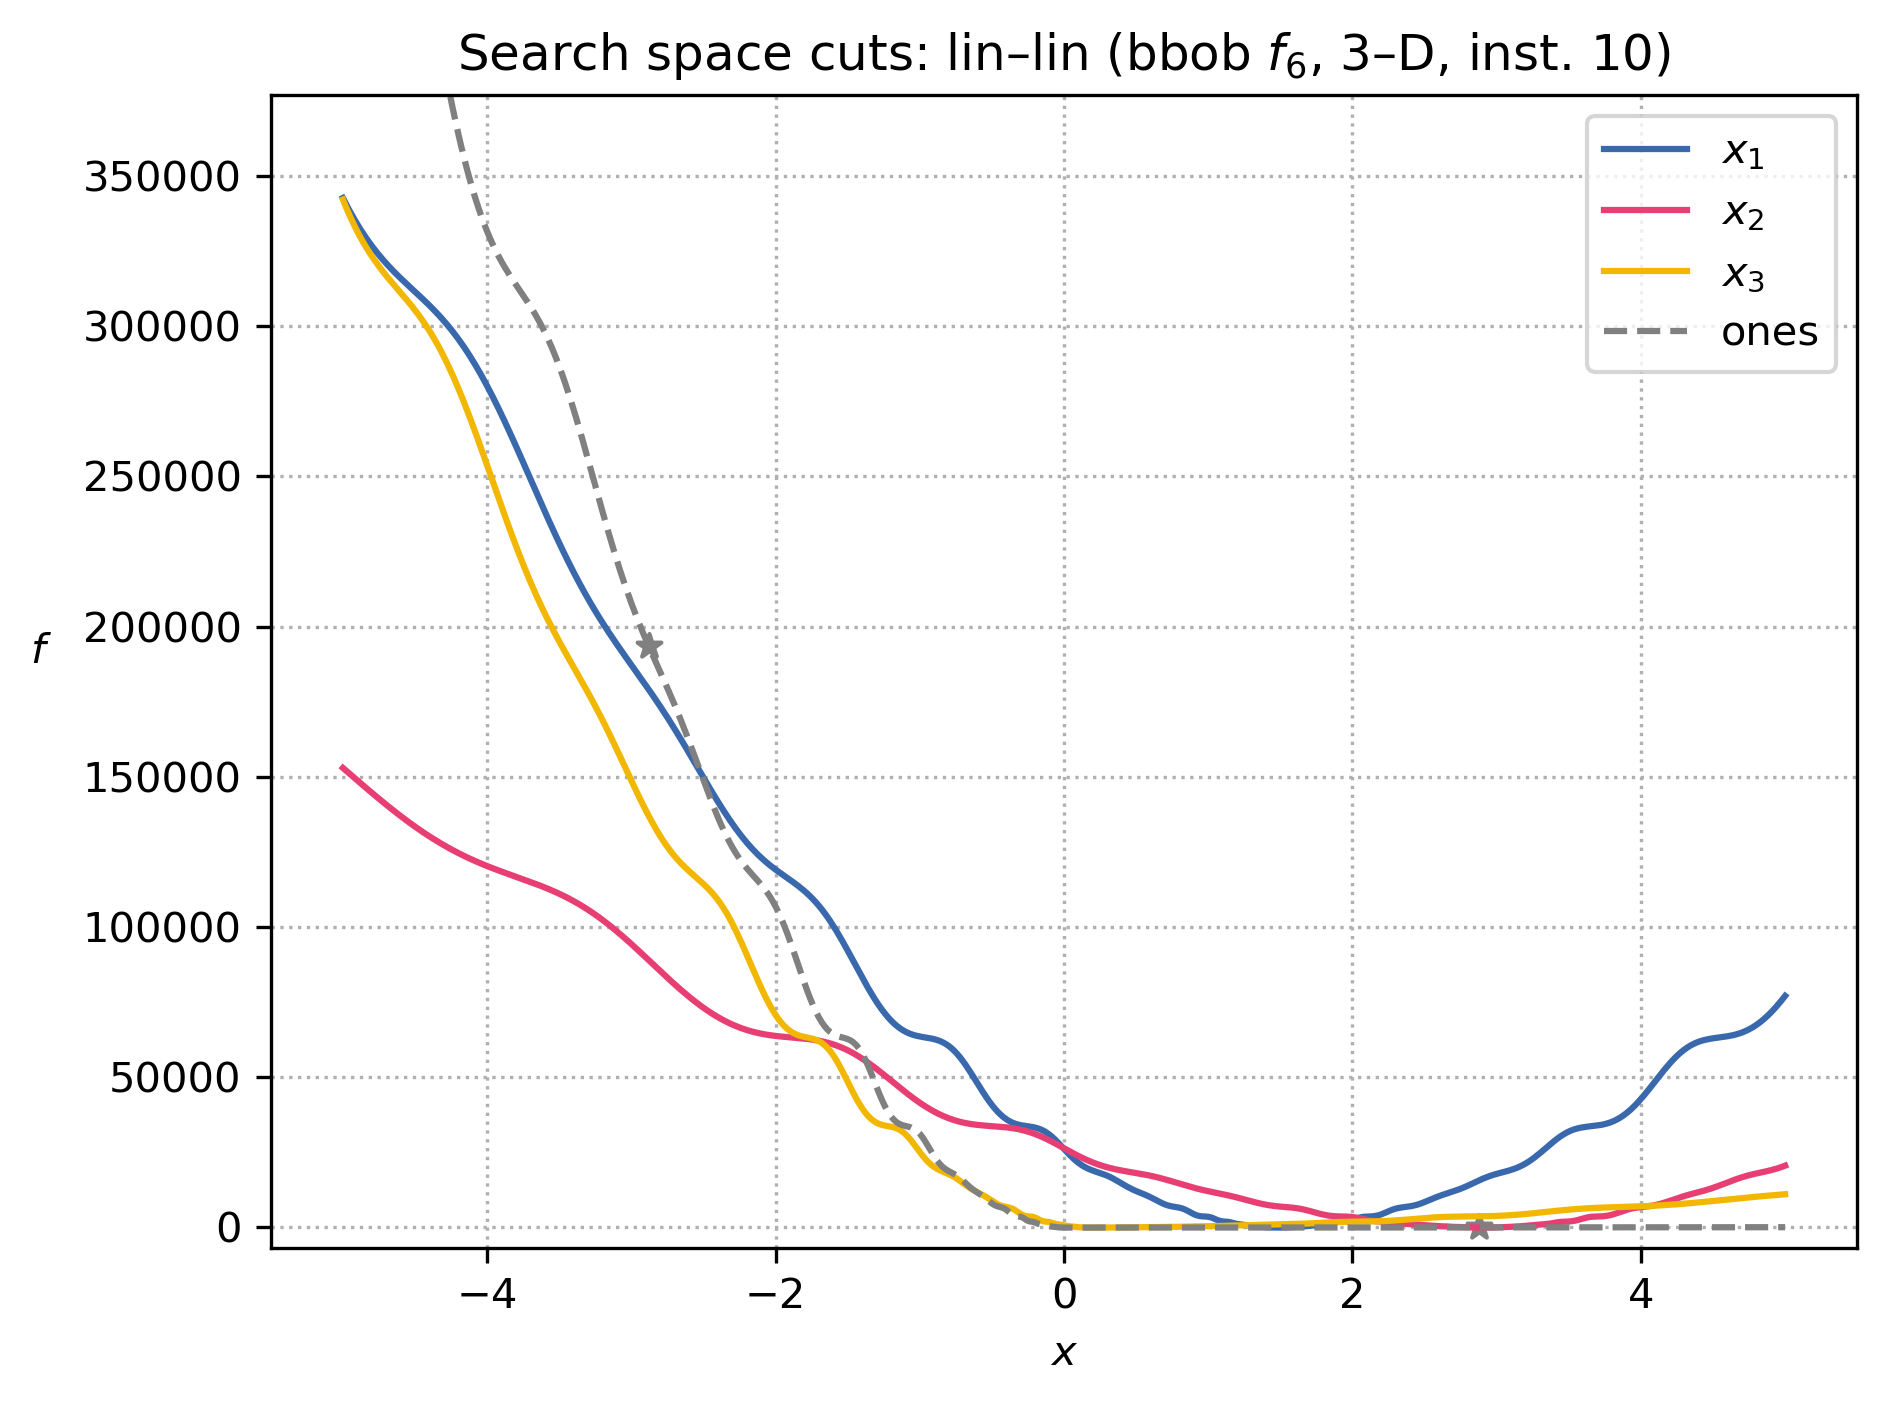 Search space cuts: lin–lin (bbob f₆, 3–D, inst. 10)
x₁
x₂
x₃
ones
350000
300000
250000
200000
150000
100000
50000
0
f
−4
−2
0
2
4
x